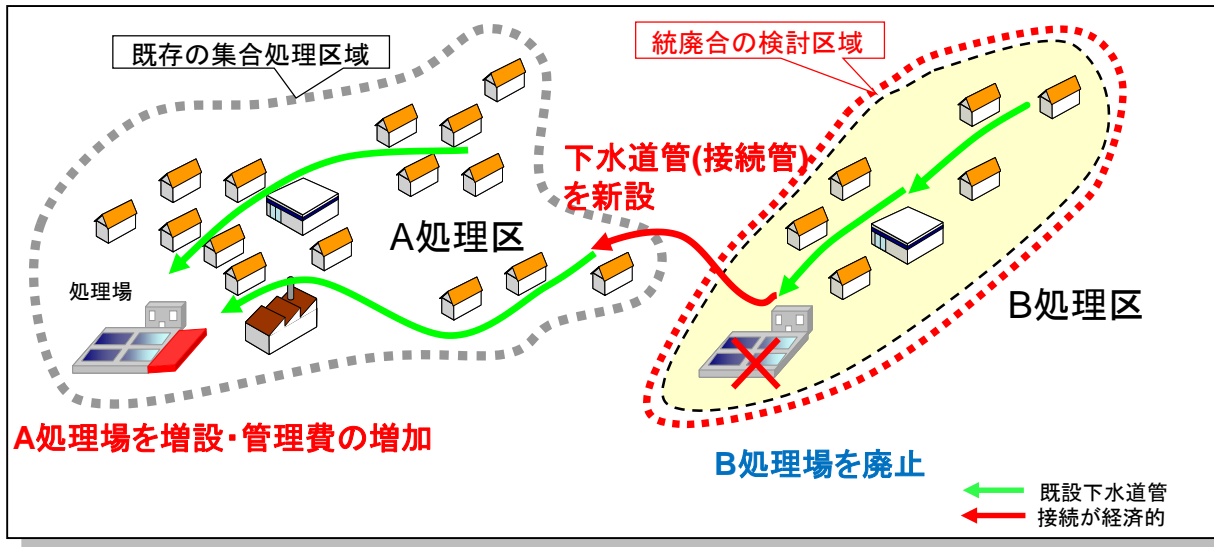 既存の集合処理区域
統廃合の検討区域
下水道管(接続管)
を新設
A処理区
処理場
B処理区
A処理場を増設・管理費の増加
B処理場を廃止
既設下水道管
接続が経済的